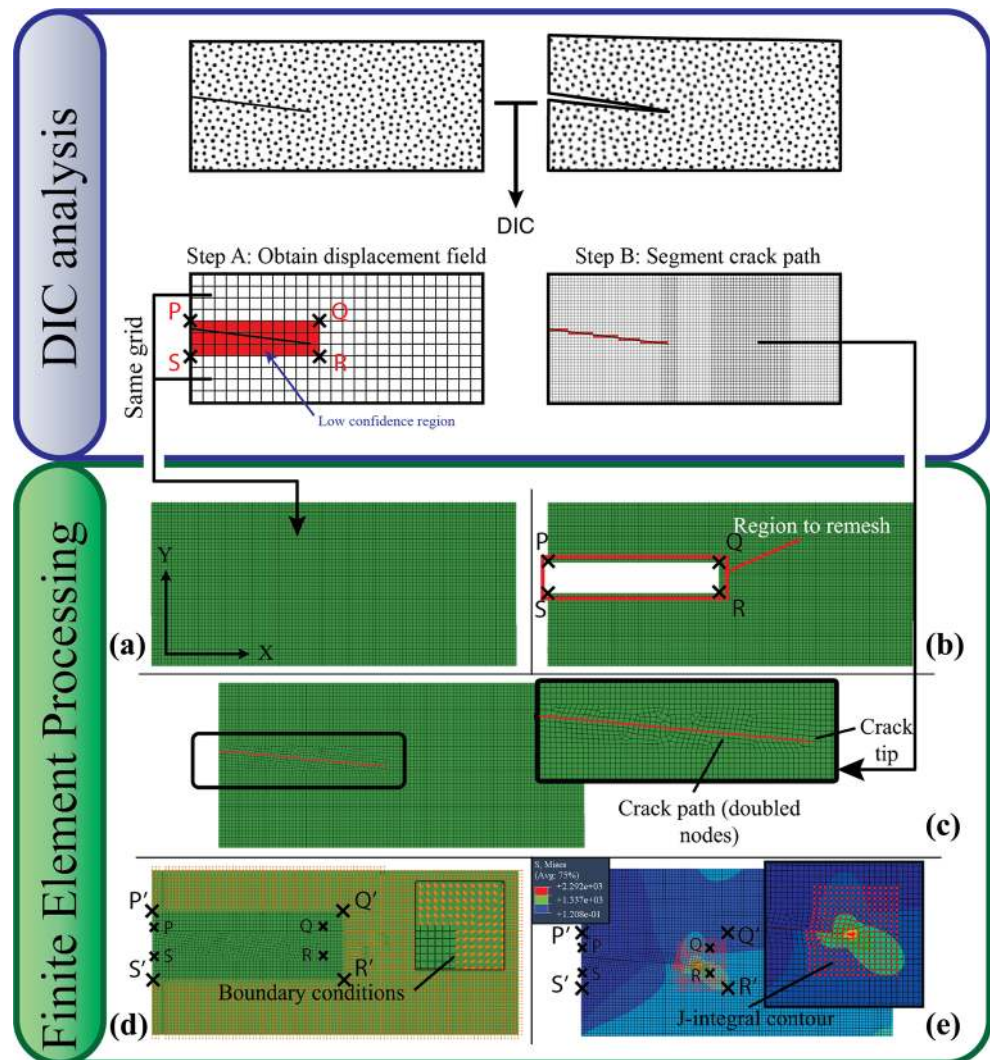 DIC analysis
DIC
Step A: Obtain displacement field
Step B: Segment crack path
Same grid
P
Q
S
R
Low confidence region
Finite Element Processing
Y
X
(a)
P
Q
Region to remesh
S
R
(b)
Crack
tip
Crack path (doubled
nodes)
(c)
P'
Q'
P
Q
S
R
S'
R'
Boundary conditions
(d)
S, Mises
(Avg: 75%)
+2.292e+03
+1.337e+03
+1.208e-01
P'
Q'
P
Q
S
R
S'
R'
J-integral contour
(e)